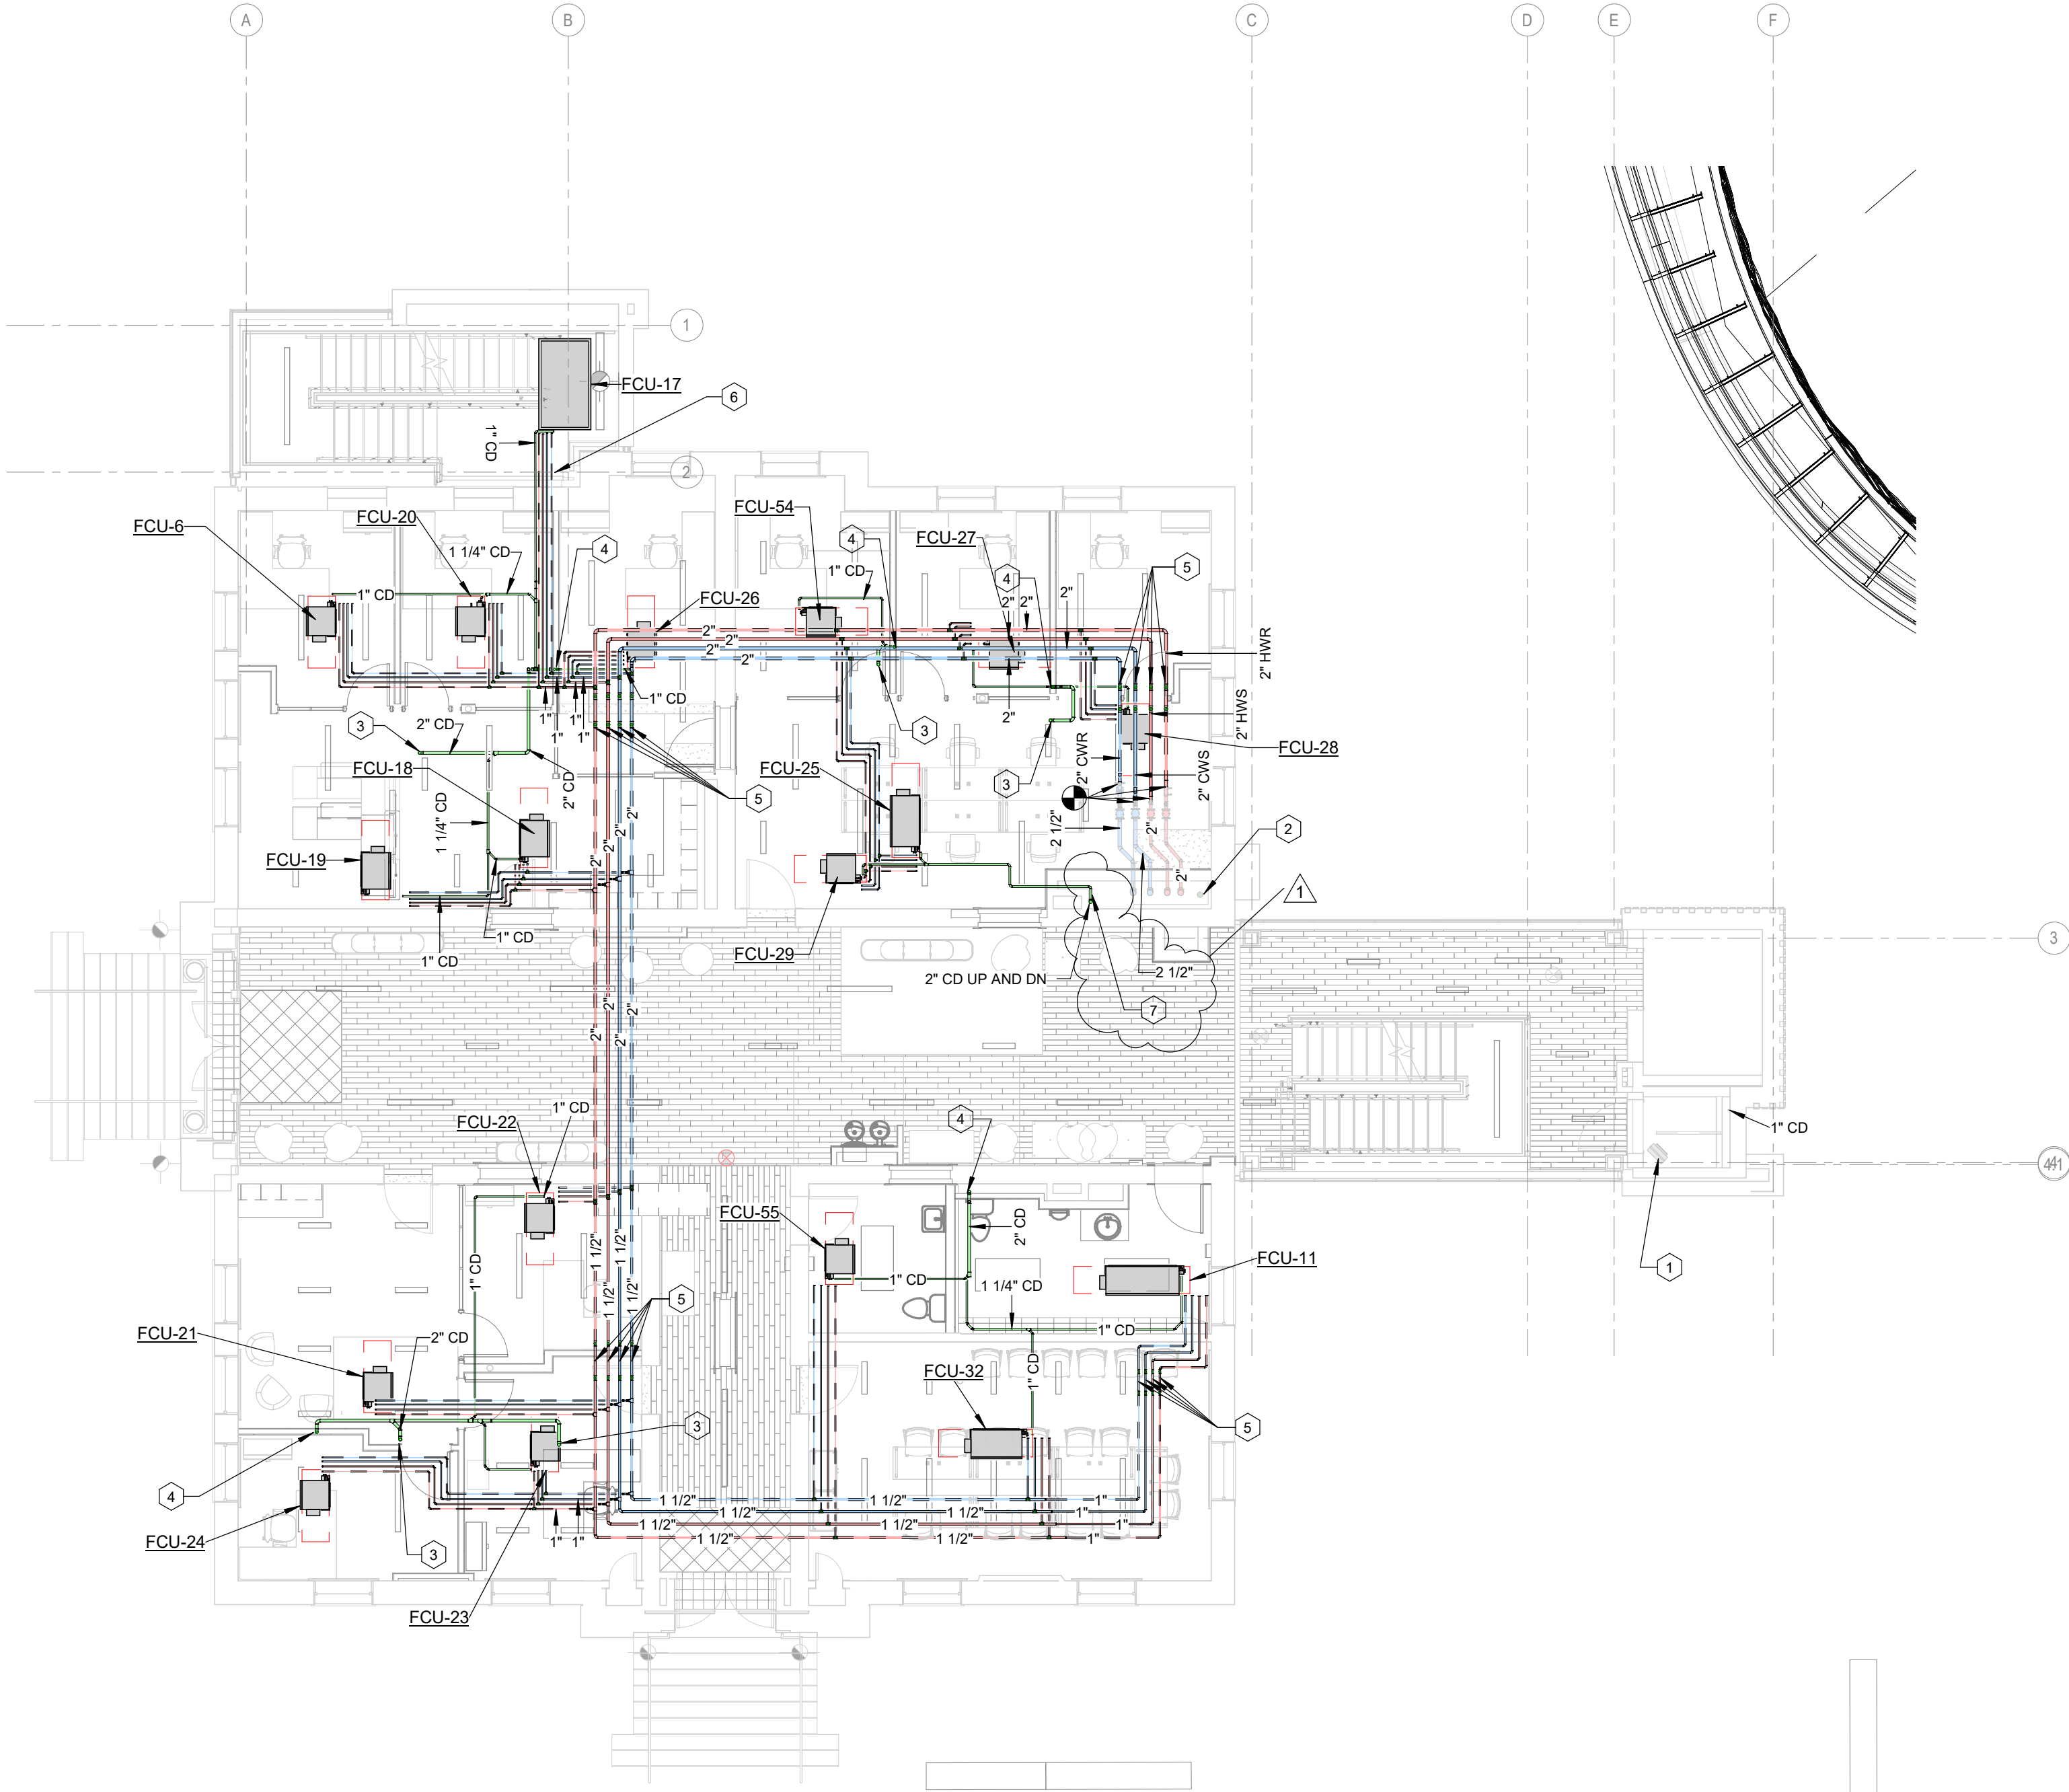 A
B
C
D
E
F
1
FCU-17
6
1" CD
2
FCU-6
FCU-20
1 1/4" CD
4
FCU-54
4
1" CD
FCU-27
4
5
2"
2"
2"
1" CD
FCU-26
2"
2"
2"
2"
2"
2" HWR
2" HWS
1" CD
1"
1"
1"
1"
3
2" CD
3
FCU-18
2" CD
FCU-25
5
3
2" CWR
2" CWS
FCU-28
1 1/4" CD
2"
2"
2"
2"
2 1/2"
2"
2
FCU-19
2"
1
1" CD
1" CD
FCU-29
2 1/2"
2" CD UP AND DN
7
3
2"
2"
2"
2"
1" CD
FCU-22
4
1" CD
441
1
FCU-55
2" CD
1 1/2"
1 1/2"
1 1/2"
1 1/2"
1" CD
1" CD
1 1/4" CD
FCU-11
5
1" CD
FCU-21
2" CD
FCU-32
1" CD
3
5
4
FCU-24
3
1"
1"
1 1/2"
1 1/2"
1"
1 1/2"
1 1/2"
1"
1 1/2"
1 1/2"
1"
1 1/2"
1 1/2"
1"
FCU-23